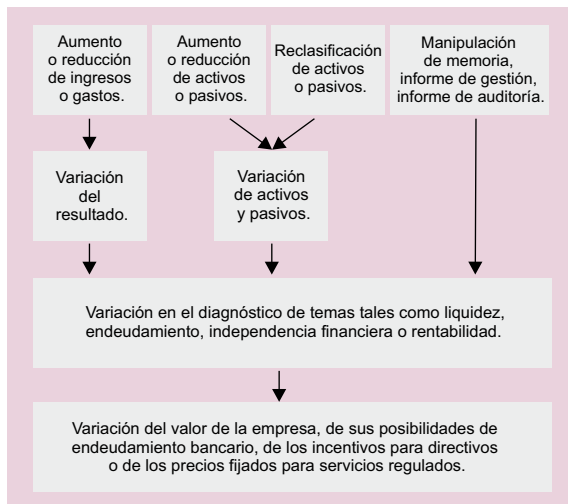 Aumento
o reducción
de ingresos
o gastos.
Aumento
o reducción
de activos
o pasivos.
Reclasificación
de activos
o pasivos.
Manipulación
de memoria,
informe de gestión,
informe de auditoría.
Variación
del
resultado.
Variación
de activos
y pasivos.
Variación en el diagnóstico de temas tales como liquidez,
endeudamiento, independencia financiera o rentabilidad.
Variación del valor de la empresa, de sus posibilidades de
endeudamiento bancario, de los incentivos para directivos
o de los precios fijados para servicios regulados.